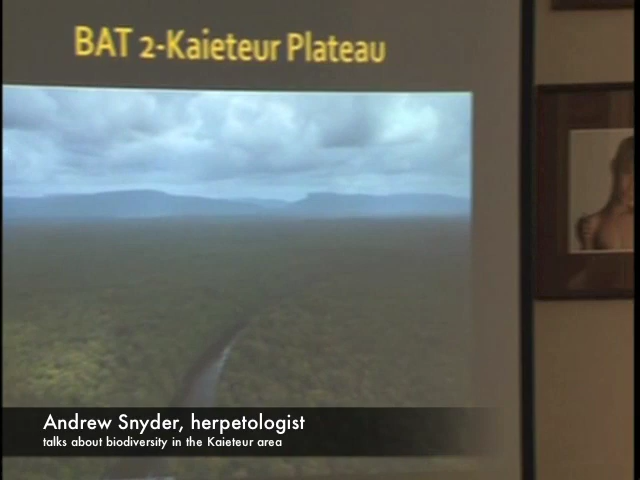 BAT 2-Kaieteur Plateau
Andrew Snyder, herpetologist
talks about biodiversity in the Kaieteur area